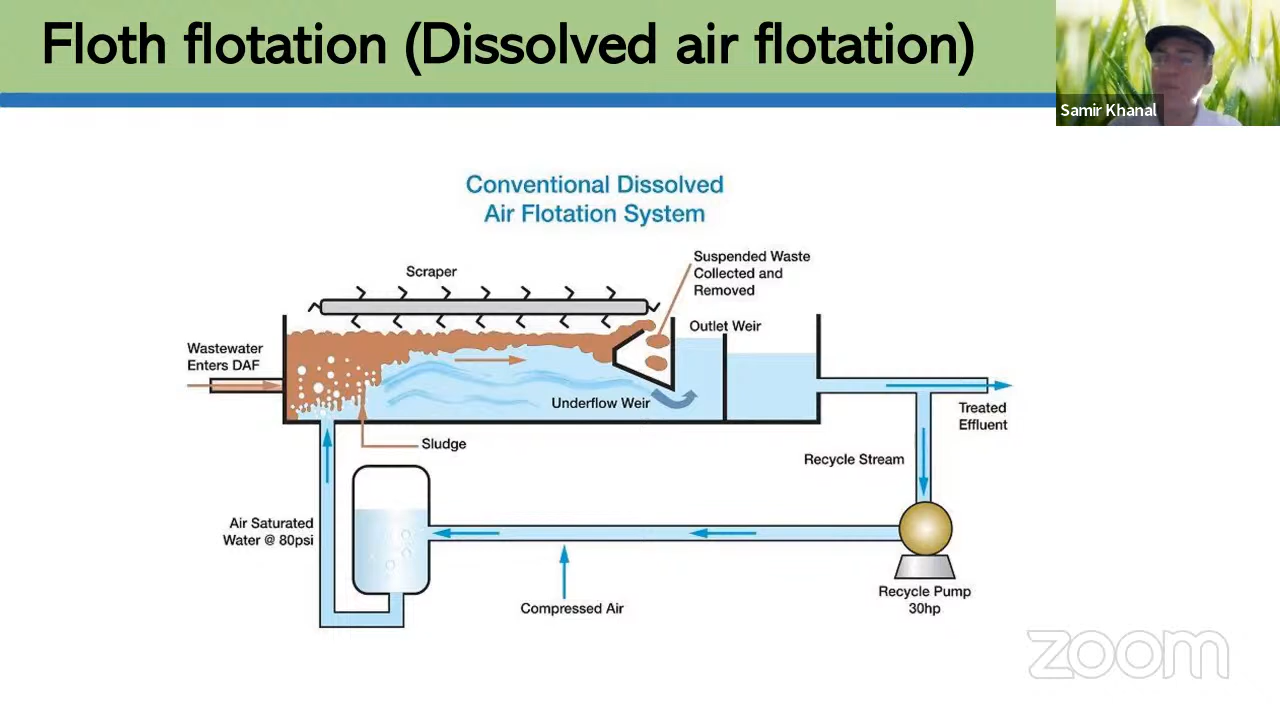 Floth flotation (Dissolved air flotation)
Samir Khanal
Conventional Dissolved
Air Flotation System
Scraper
Suspended Waste
Collected and
Removed
Outlet Weir
Wastewater
Enters DAF
Underflow Weir
Treated
Effluent
Sludge
Recycle Stream
Air Saturated
Water @ 80psi
Compressed Air
Recycle Pump
30hp
zoom